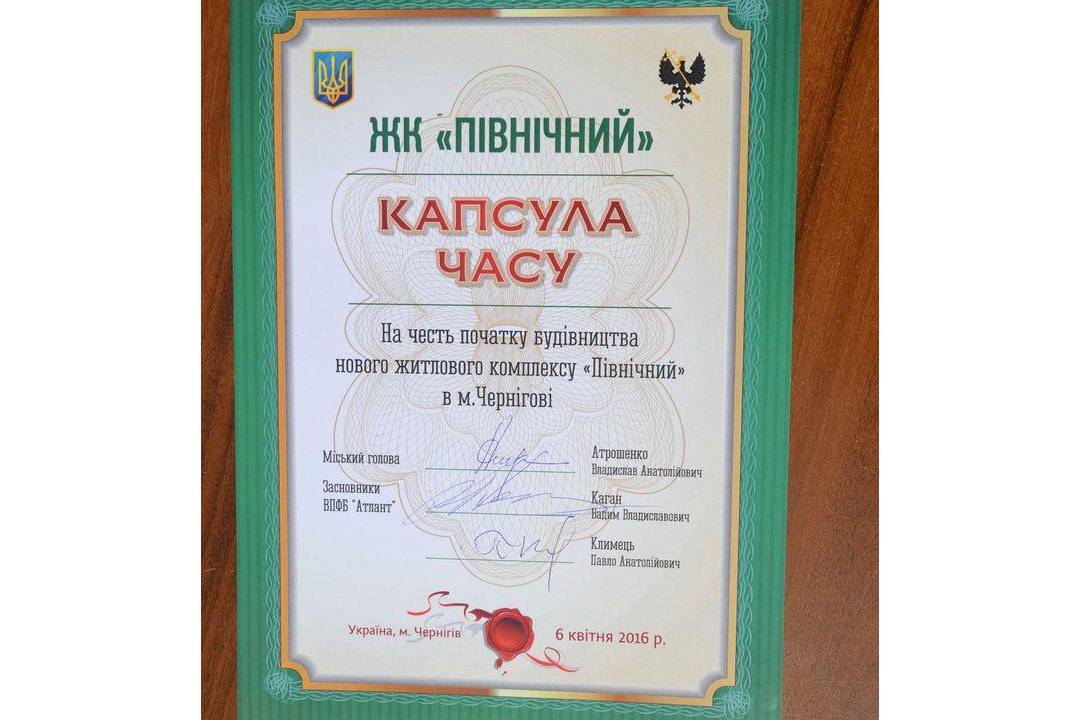 ЖК «ПІВНІЧНИЙ»
КАПСУЛА
ЧАСУ
На честь початку будівництва
нового житлового комплексу «Північний»
в м.Чернігові
Міський голова
Атрошенко
Владислав Анатолійович
Засновники
ВПФБ "Атлант"
Каган
Вадим Владиславович
Климець
Павло Анатолійович
Україна, м. Чернігів
6 квітня 2016 р.